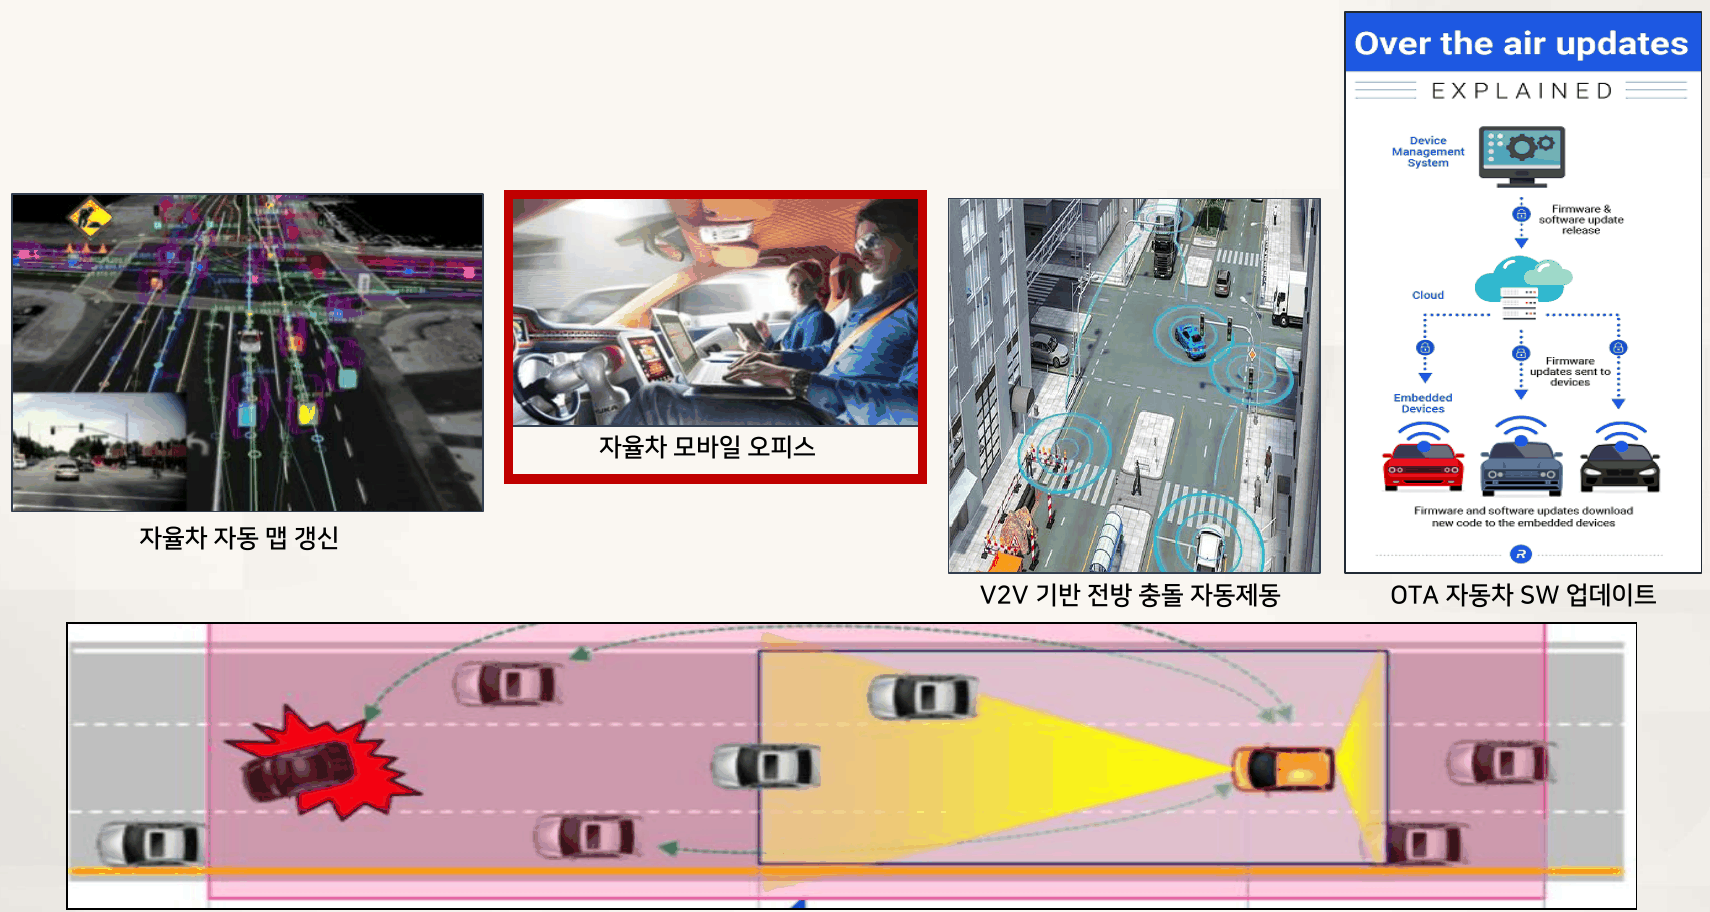 자율차 자동 맵 갱신
자율차 모바일 오피스
V2V 기반 전방 충돌 자동제동
Over the air updates
EXPLAINED
Device
Management
System
Firmware &
software update
release
Cloud
Firmware
updates sent to
devices
Embedded
Devices
Firmware and software updates download
new code to the embedded devices
R
OTA 자동차 SW 업데이트